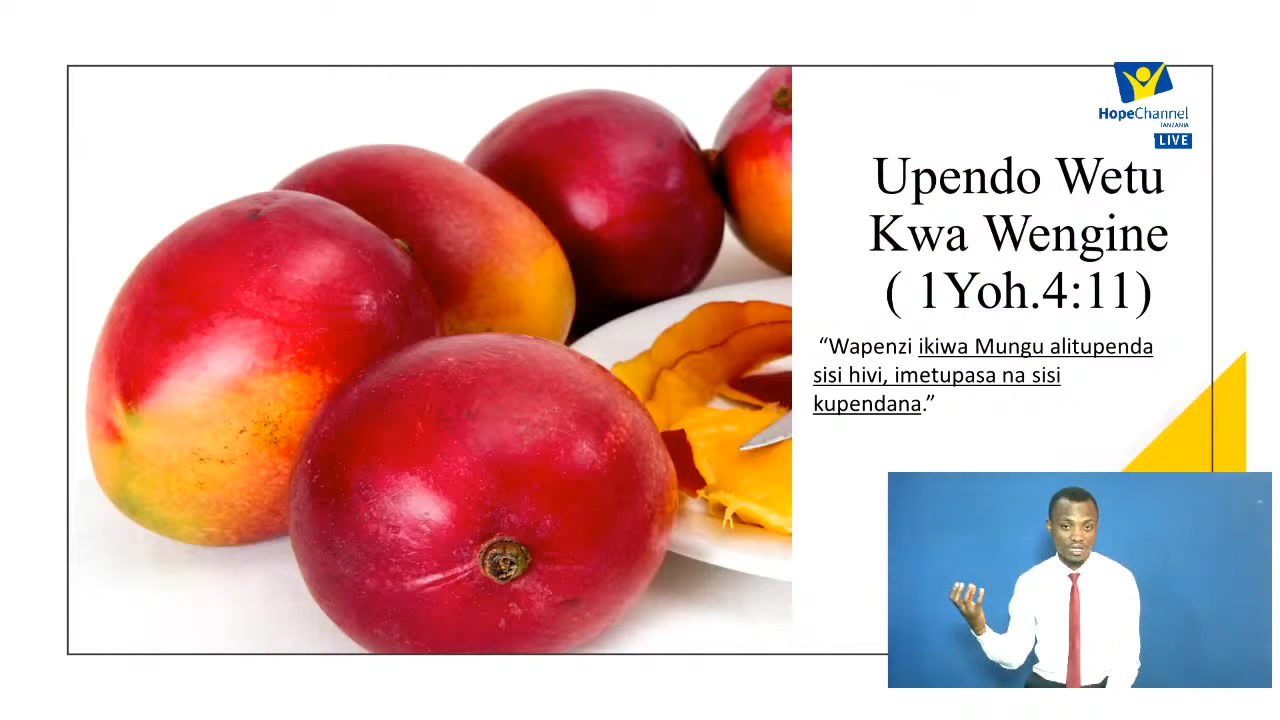 HopeChannel
TANZANIA
LIVE
Upendo Wetu
Kwa Wengine
( 1Yoh.4:11)
“Wapenzi ikiwa Mungu alitupenda
sisi hivi, imetupasa na sisi
kupendana.”